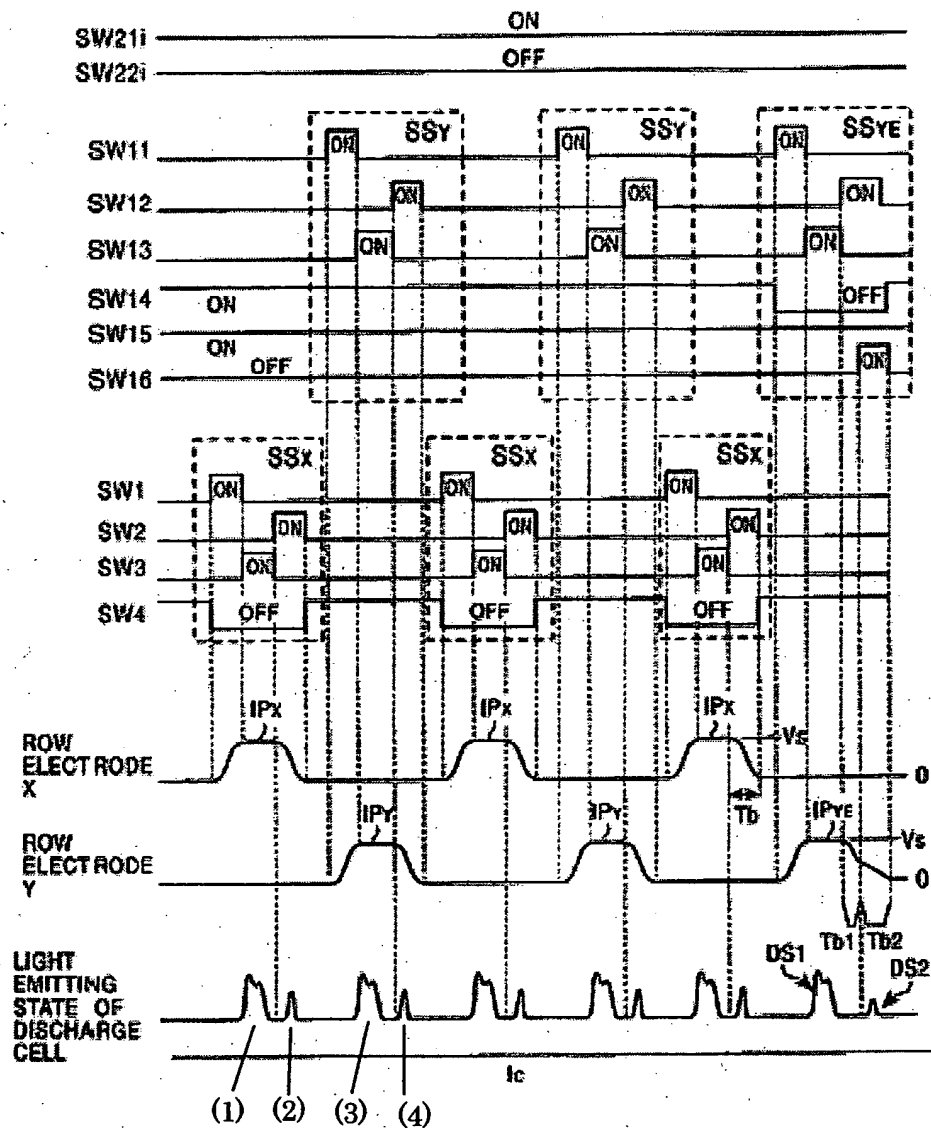 ON
SW21i
OFF
SW22i
SSY SSY SSYE
SW11 ON ON ON
SW12 ON ON ON
SW13 ON ON ON
SW14 ON OFF
SW15 ON
SW16 OFF ON
SSX SSX SSX
SW1 ON ON ON
SW2 ON ON ON
SW3 ON ON ON
SW4 OFF OFF OFF
IPX IPX IPX Vs
ROW
ELECTRODE
X
0
Tb
IPY IPY IPYE Vs
ROW
ELECTRODE
Y
0
Tb1 Tb2
DS1 DS2
LIGHT
EMITTING
STATE OF
DISCHARGE
CELL
Ic
(1) (2) (3) (4)